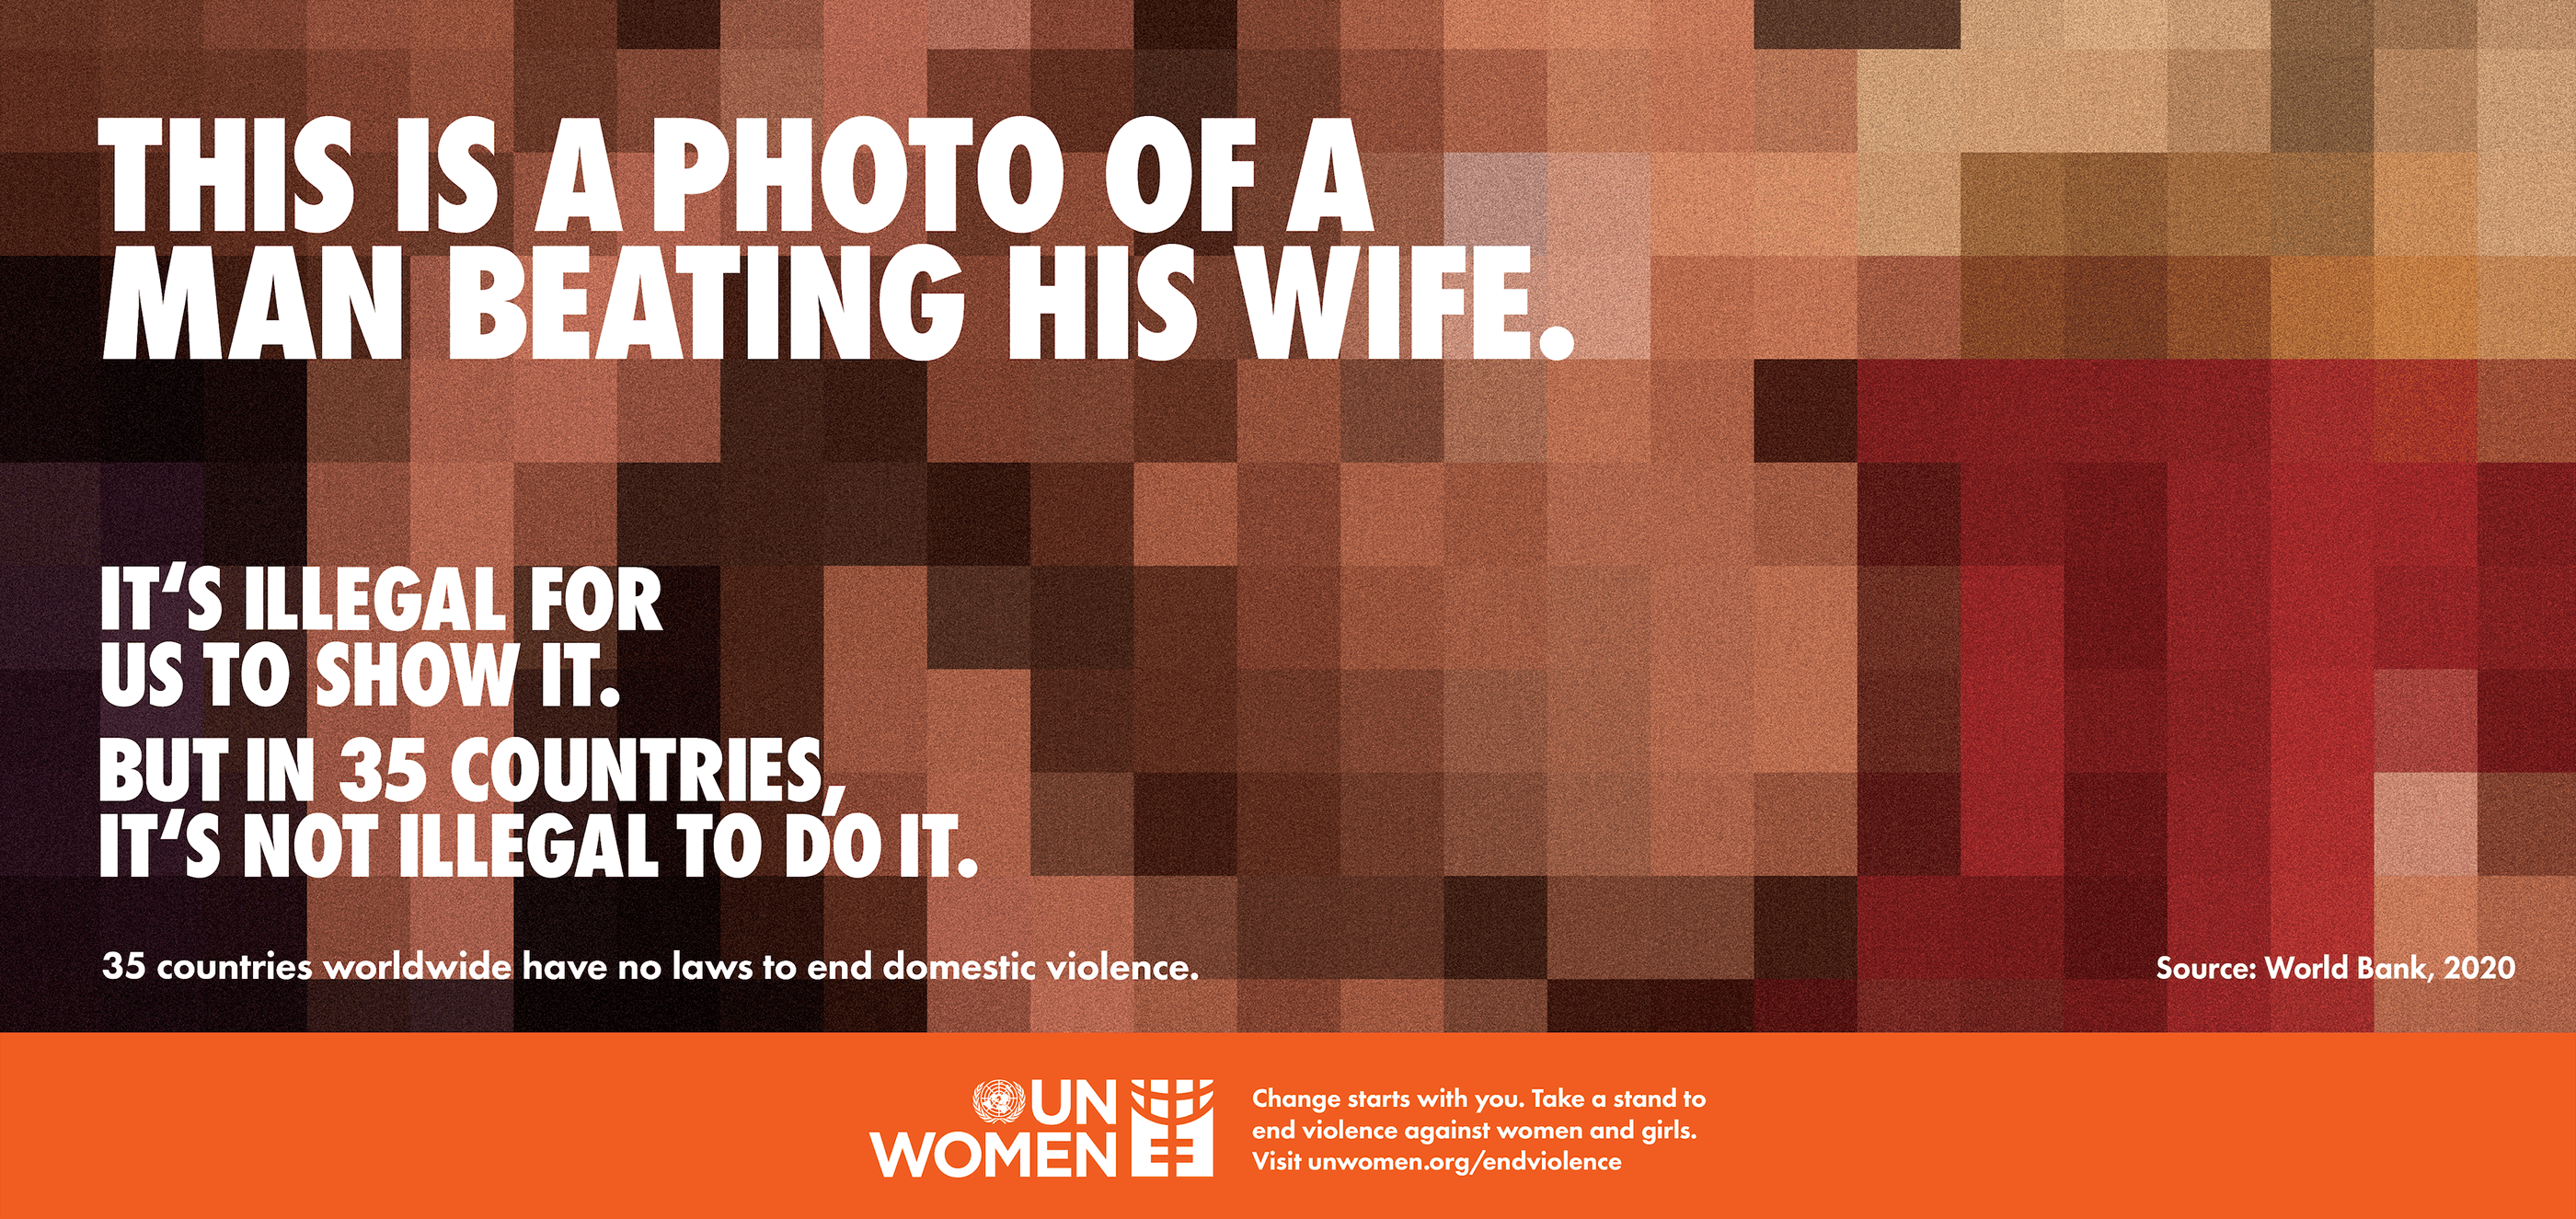 THIS IS A PHOTO OF A
MAN BEATING HIS WIFE.
IT‘S ILLEGAL FOR
US TO SHOW IT.
BUT IN 35 COUNTRIES,
IT‘S NOT ILLEGAL TO DO IT.
35 countries worldwide have no laws to end domestic violence.
Source: World Bank, 2020
UN
WOMEN
Change starts with you. Take a stand to
end violence against women and girls.
Visit unwomen.org/endviolence